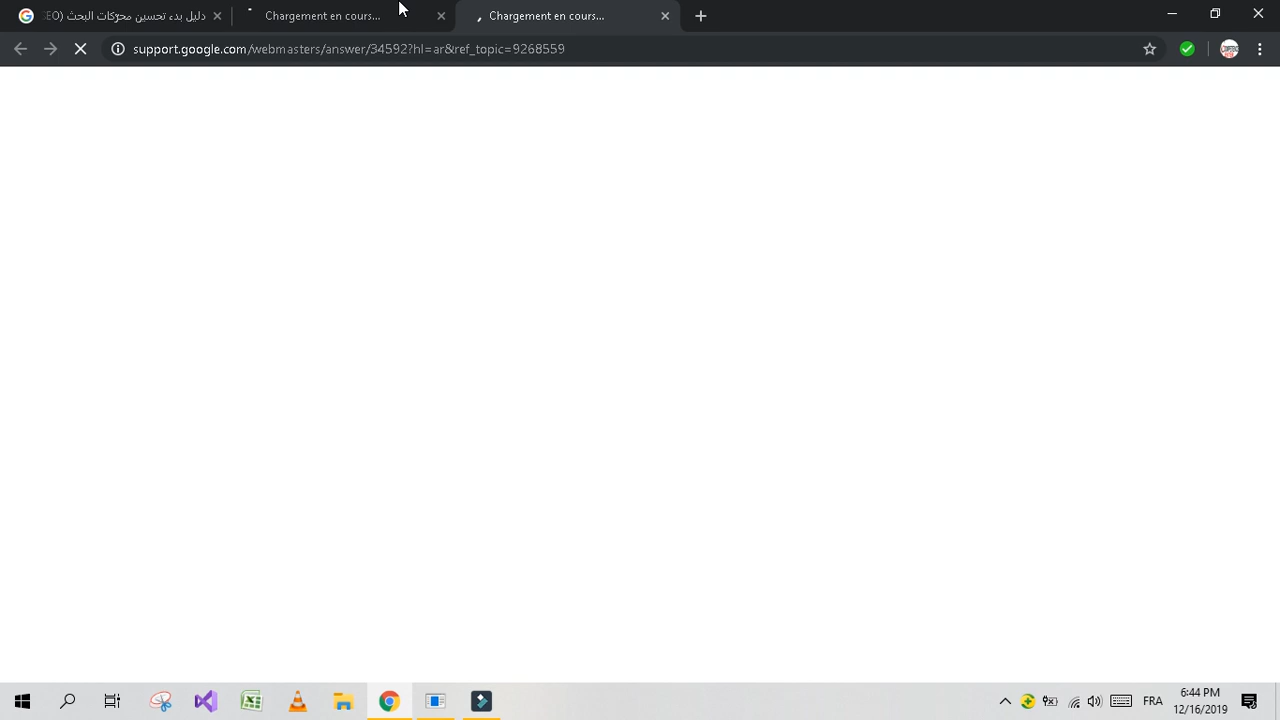 دليل بدء تحسين محركات البحث (SEO)
Chargement en cours...
Chargement en cours...
support.google.com/webmasters/answer/34592?hl=ar&ref_topic=9268559
FRA
6:44 PM
12/16/2019